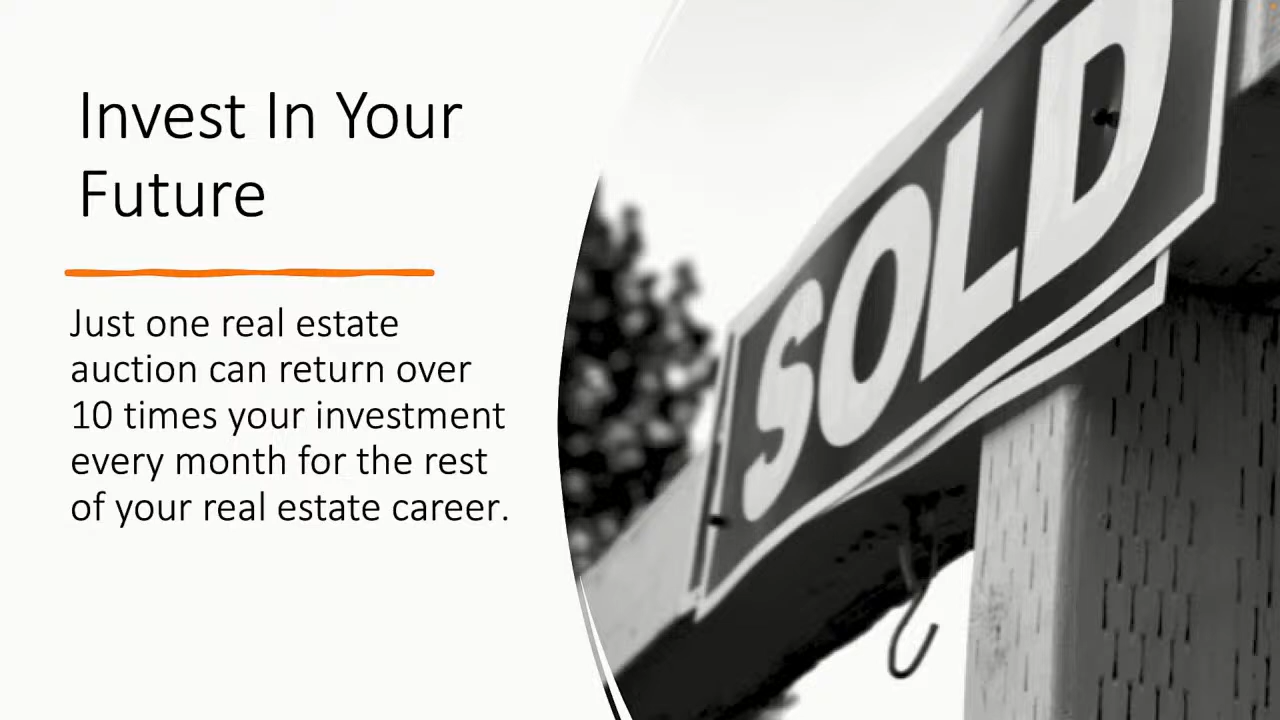 Invest In Your
Future
Just one real estate
auction can return over
10 times your investment
every month for the rest
of your real estate career.
SOLD